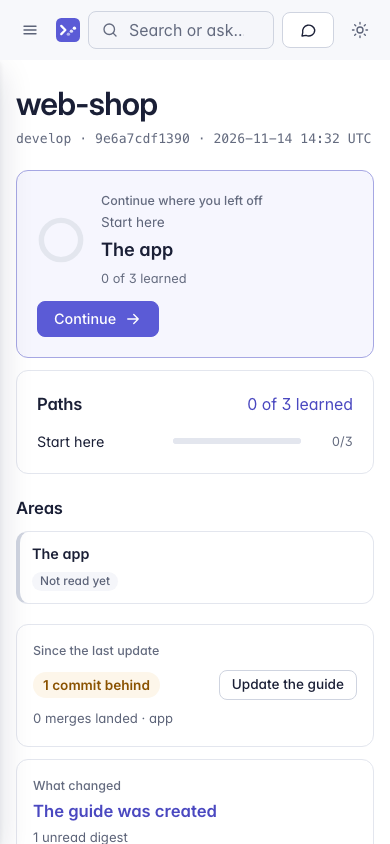 Search or ask..
web-shop
develop · 9e6a7cdf1390 · 2026-11-14 14:32 UTC
Continue where you left off
Start here
The app
0 of 3 learned
Continue →
Paths
0 of 3 learned
Start here
0/3
Areas
The app
Not read yet
Since the last update
1 commit behind
Update the guide
0 merges landed · app
What changed
The guide was created
1 unread digest